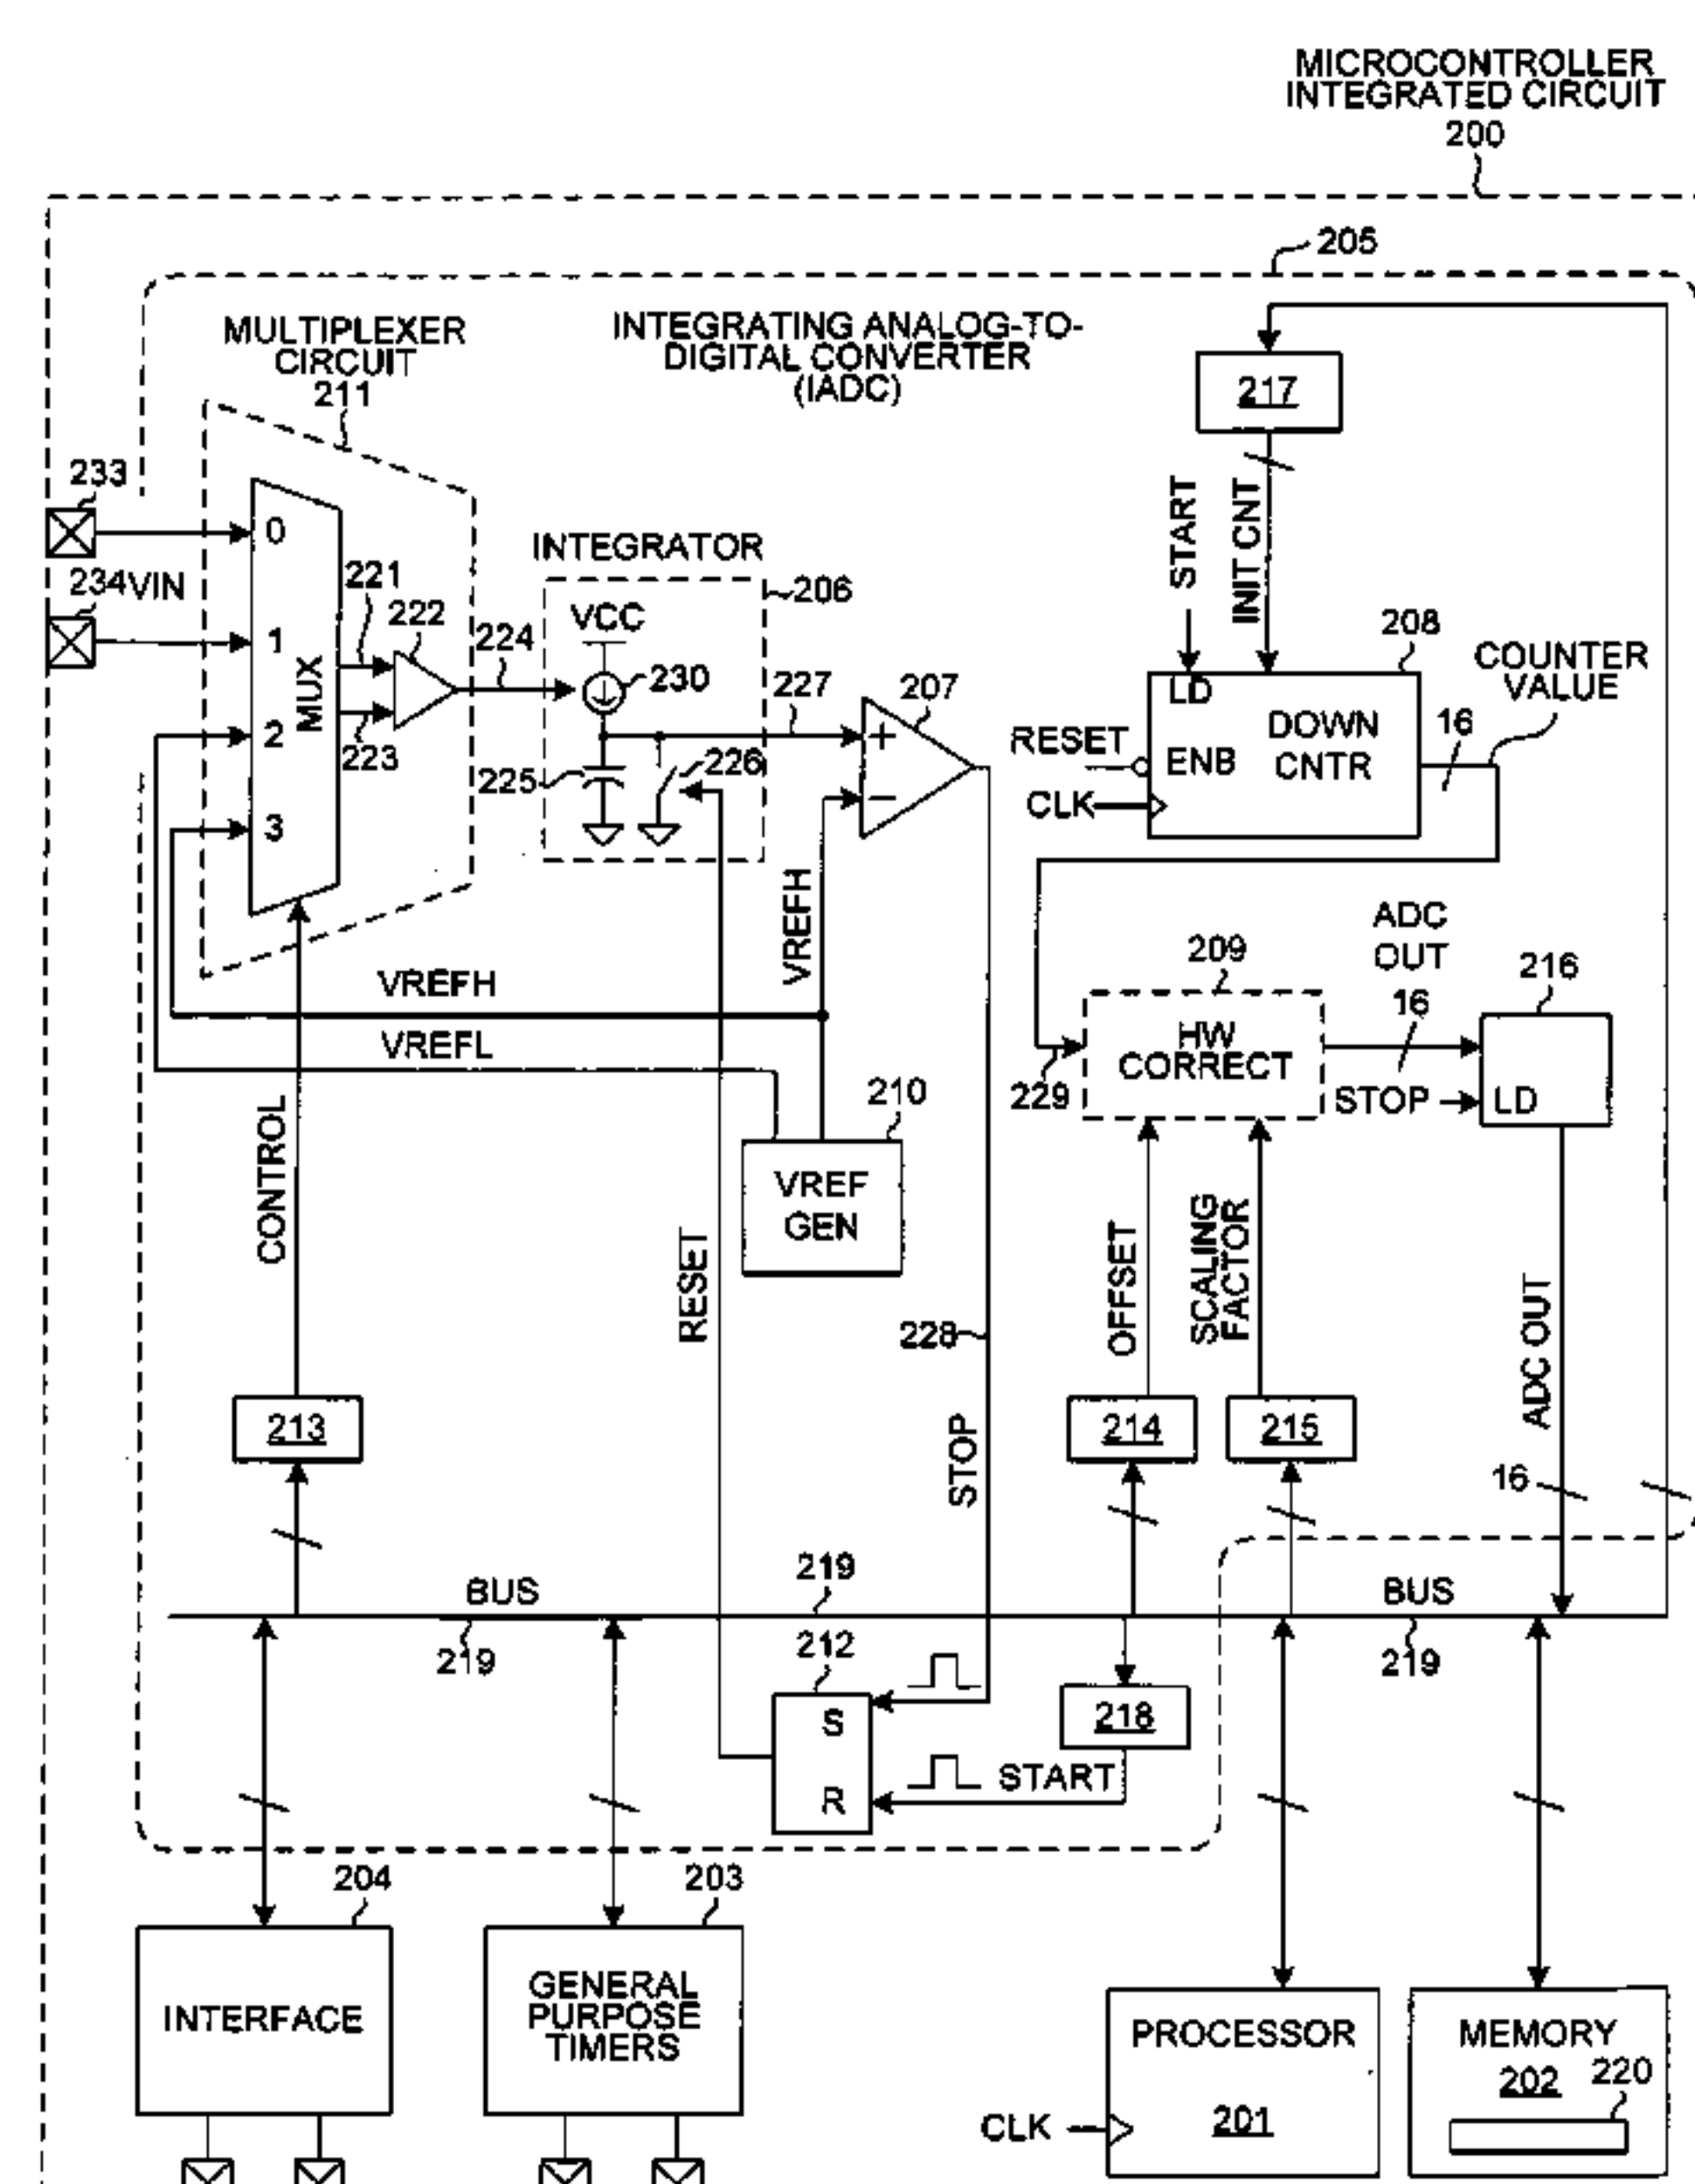 MICROCONTROLLER
INTEGRATED CIRCUIT
200
205
MULTIPLEXER
CIRCUIT
211
INTEGRATING ANALOG-TO-
DIGITAL CONVERTER
(IADC)
217
233
0
234 VIN
1
MUX
2
3
221
222
223
224
INTEGRATOR
206
VCC
230
225
226
227
207
+
−
START
INIT CNT
208
LD
DOWN
CNTR
ENB
RESET
CLK
16
COUNTER
VALUE
VREFH
VREFH
VREFL
210
VREF
GEN
209
HW
CORRECT
229
ADC
OUT
16
216
STOP
LD
CONTROL
RESET
228
STOP
OFFSET
SCALING
FACTOR
ADC OUT
16
213
214
215
BUS
219
219
BUS
219
212
S
R
218
START
204
INTERFACE
203
GENERAL
PURPOSE
TIMERS
PROCESSOR
201
CLK
MEMORY
202
220